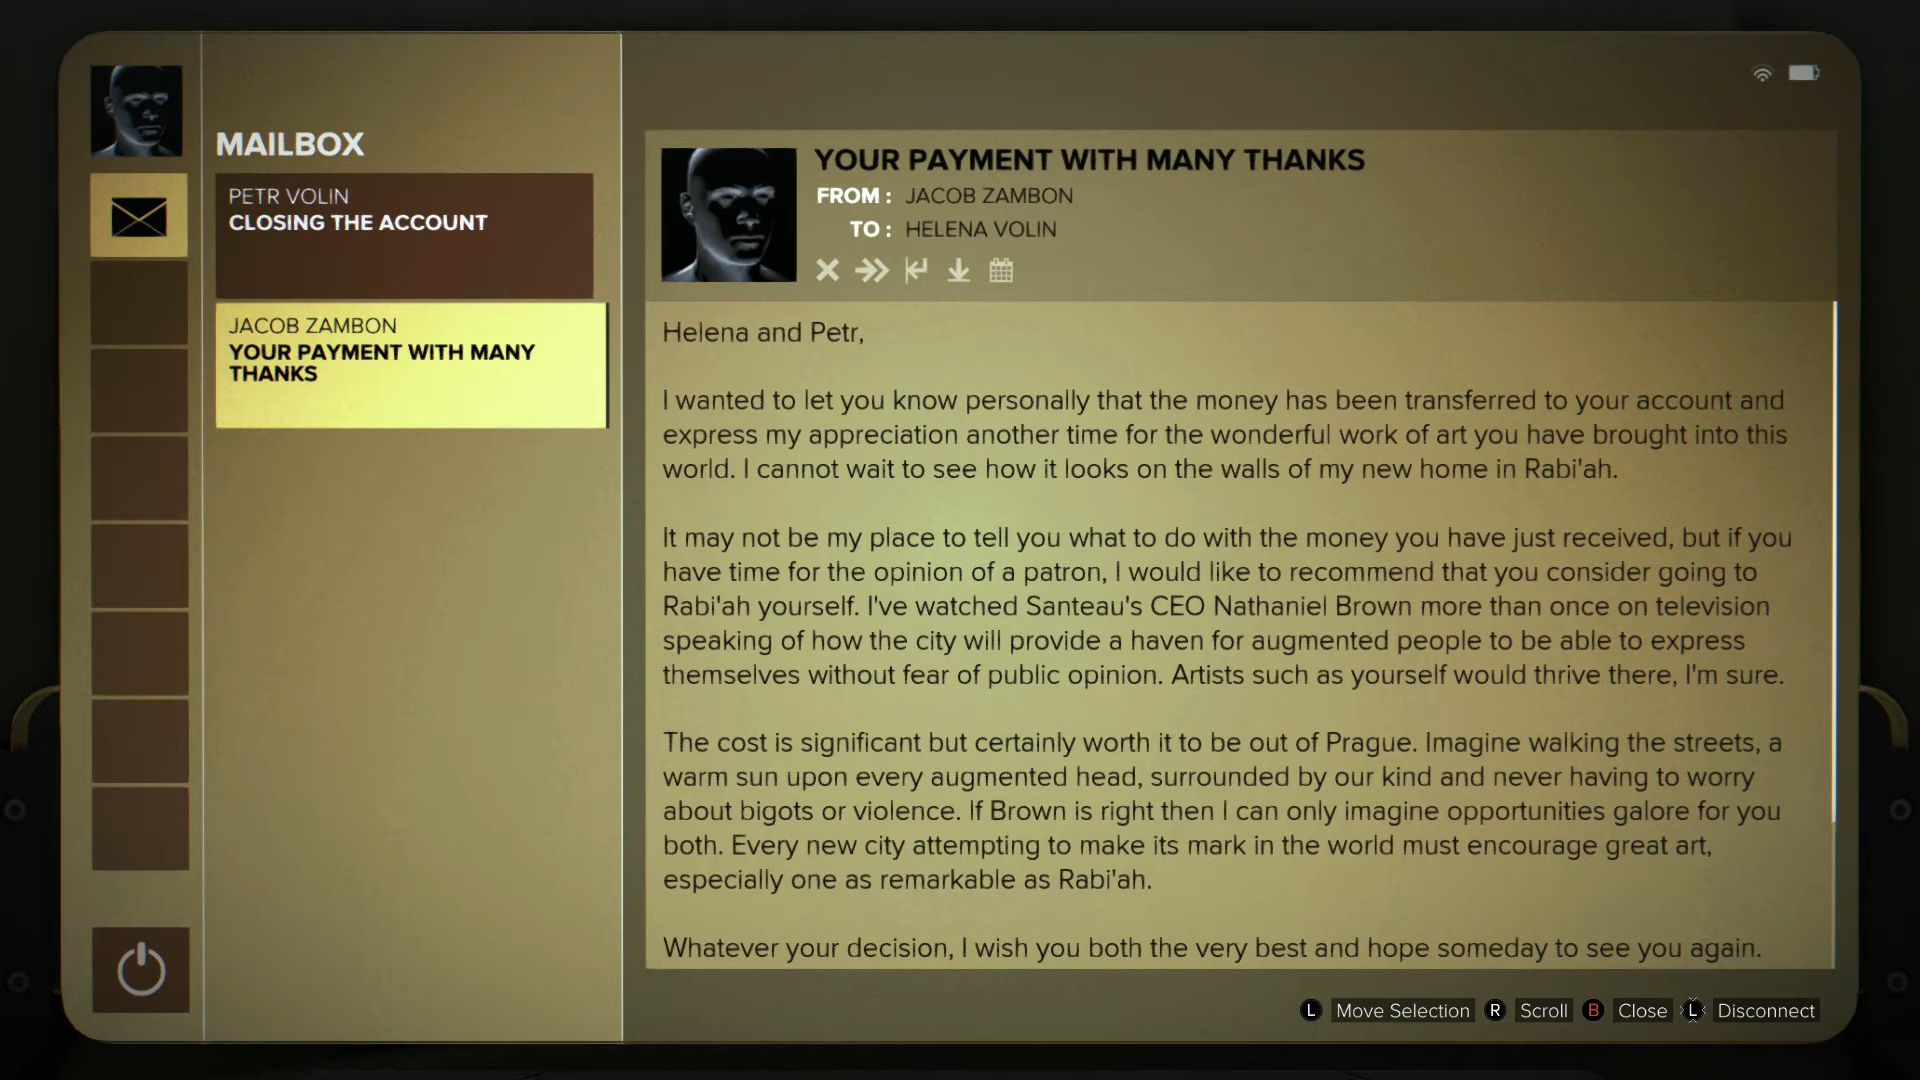 MAILBOX
PETR VOLIN
CLOSING THE ACCOUNT
JACOB ZAMBON
YOUR PAYMENT WITH MANY
THANKS
YOUR PAYMENT WITH MANY THANKS
FROM : JACOB ZAMBON
TO : HELENA VOLIN
Helena and Petr,
I wanted to let you know personally that the money has been transferred to your account and
express my appreciation another time for the wonderful work of art you have brought into this
world. I cannot wait to see how it looks on the walls of my new home in Rabi'ah.
It may not be my place to tell you what to do with the money you have just received, but if you
have time for the opinion of a patron, I would like to recommend that you consider going to
Rabi'ah yourself. I've watched Santeau's CEO Nathaniel Brown more than once on television
speaking of how the city will provide a haven for augmented people to be able to express
themselves without fear of public opinion. Artists such as yourself would thrive there, I'm sure.
The cost is significant but certainly worth it to be out of Prague. Imagine walking the streets, a
warm sun upon every augmented head, surrounded by our kind and never having to worry
about bigots or violence. If Brown is right then I can only imagine opportunities galore for you
both. Every new city attempting to make its mark in the world must encourage great art,
especially one as remarkable as Rabi'ah.
Whatever your decision, I wish you both the very best and hope someday to see you again.
L Move Selection R Scroll B Close L Disconnect